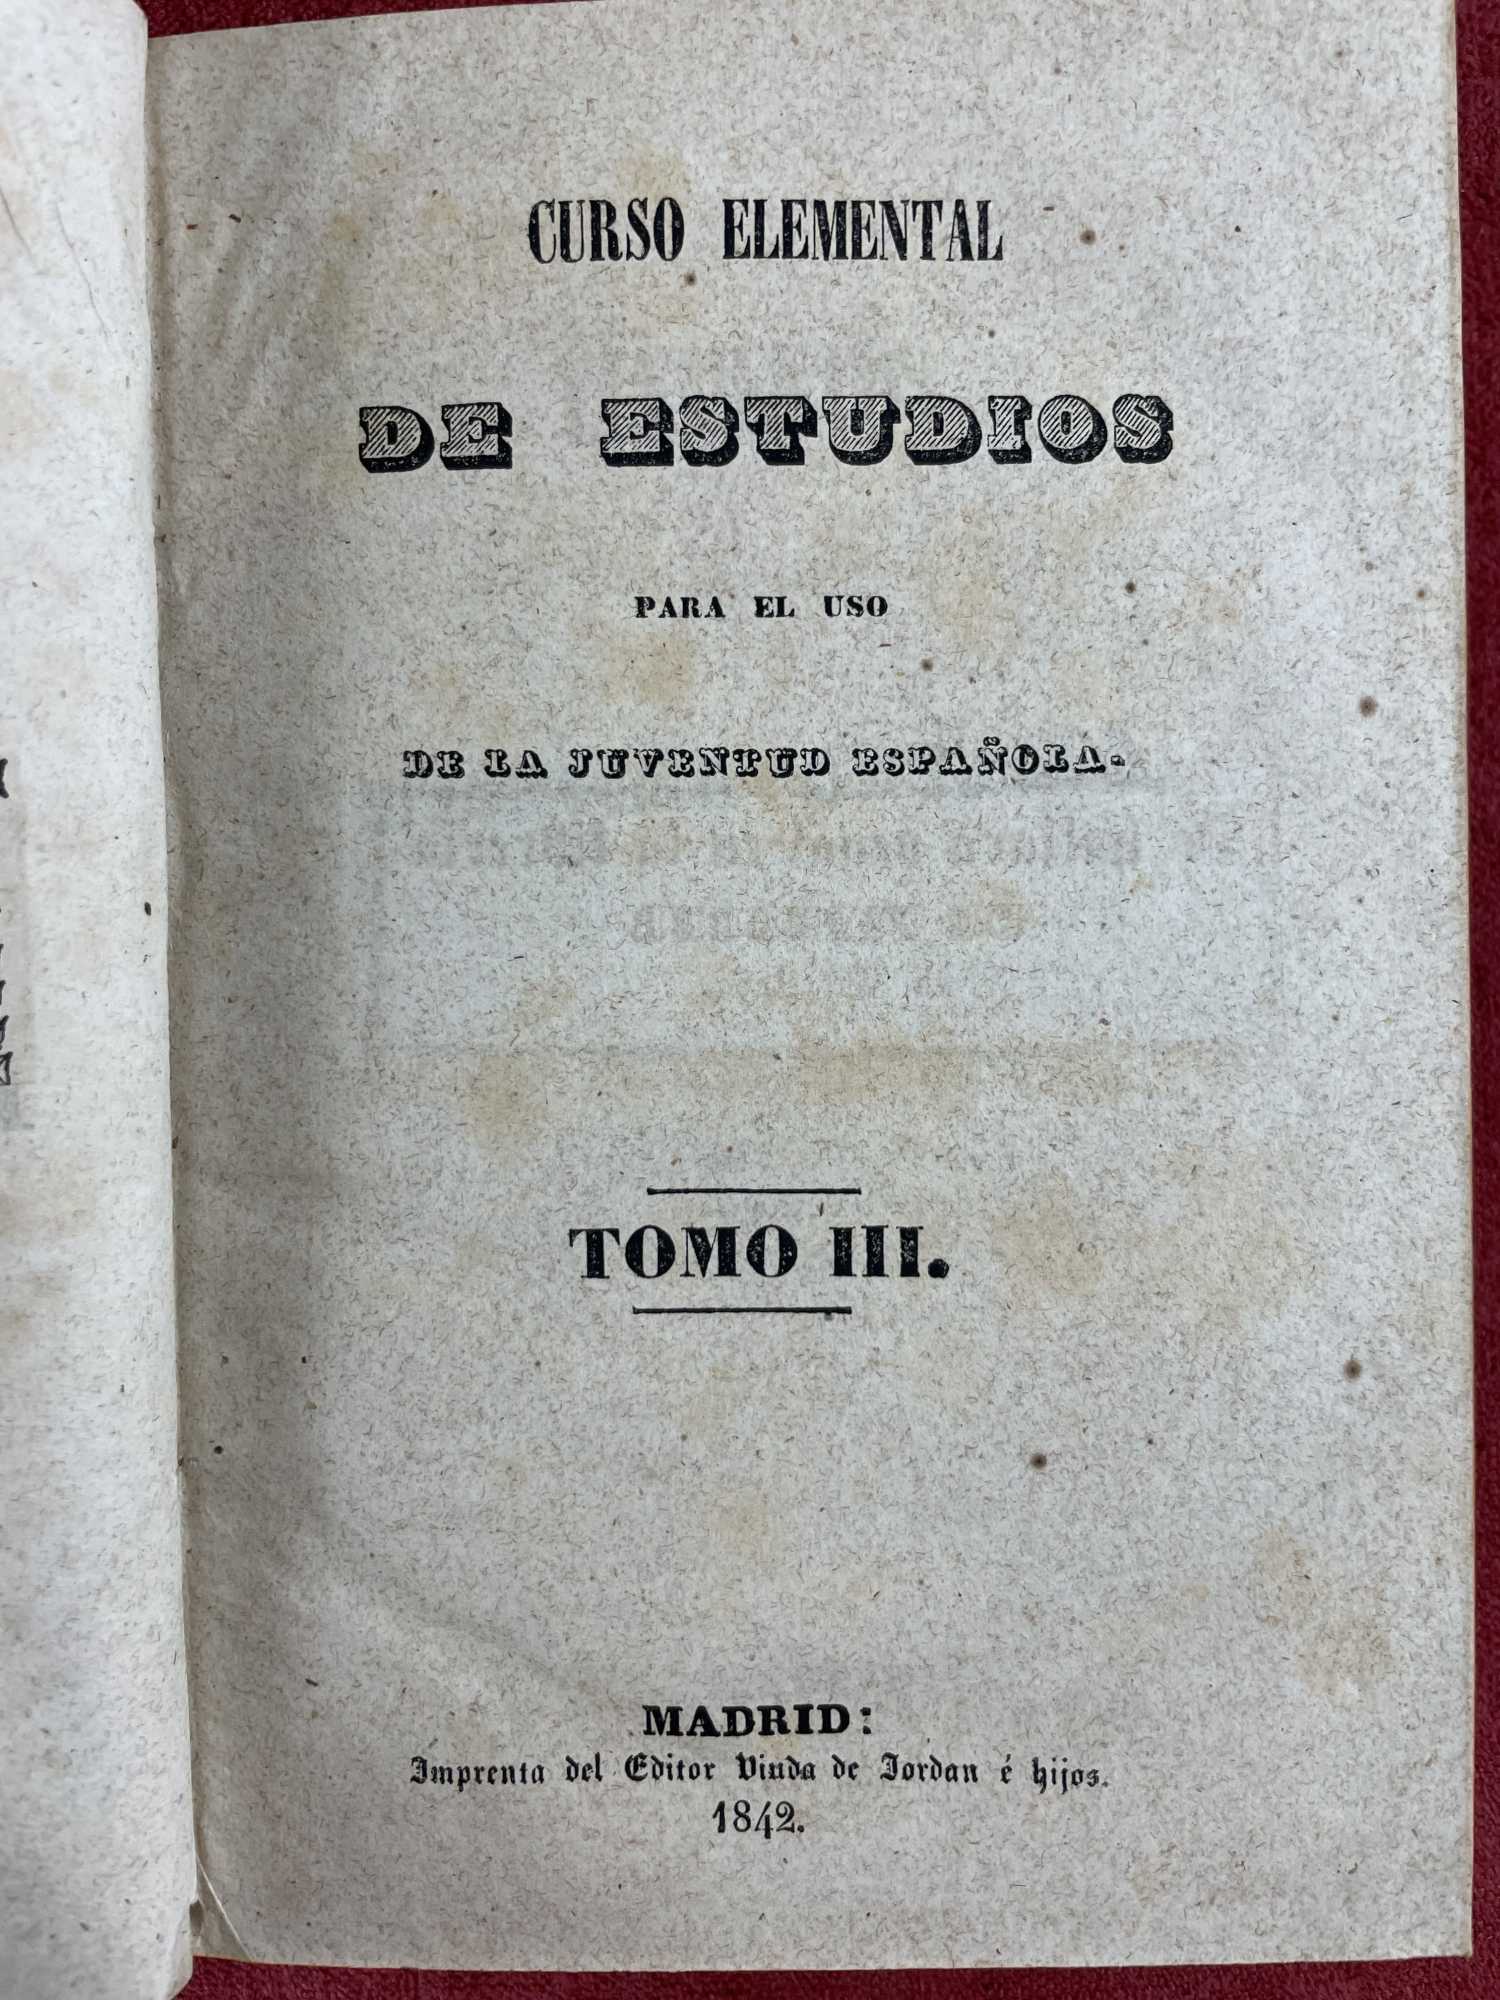 CURSO ELEMENTAL
DE ESTUDIOS
PARA EL USO
DE LA JUVENTUD ESPAÑOLA.
TOMO III.
MADRID:
Imprenta del Editor Viuda de Jordan é hijos.
1842.